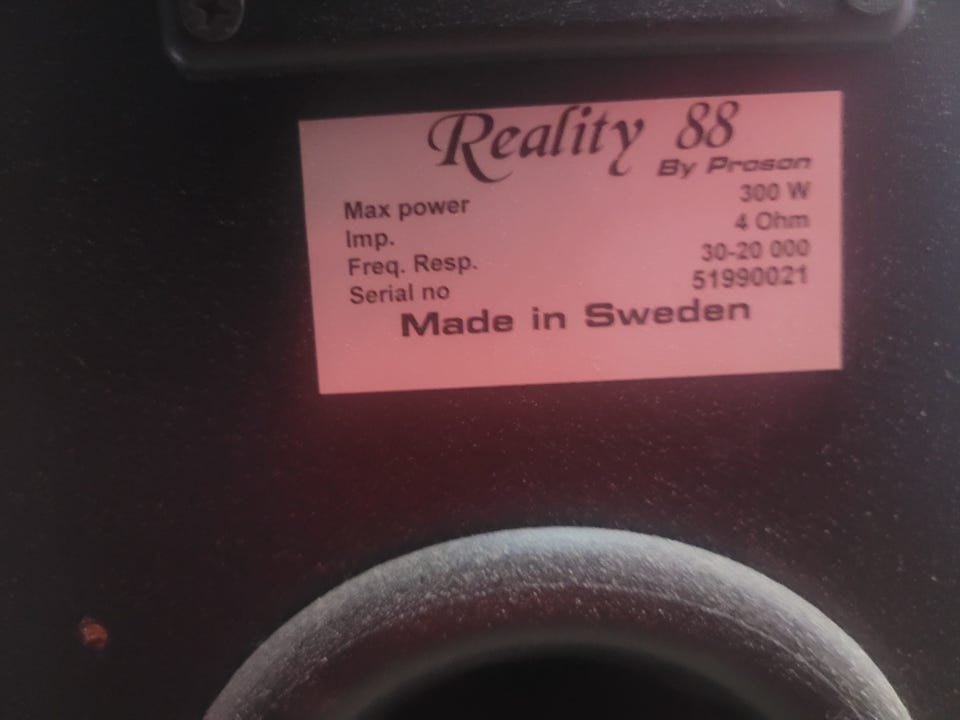 Reality 88
By Proson
Max power 300 W
Imp. 4 Ohm
Freq. Resp. 30-20 000
Serial no 51990021
Made in Sweden